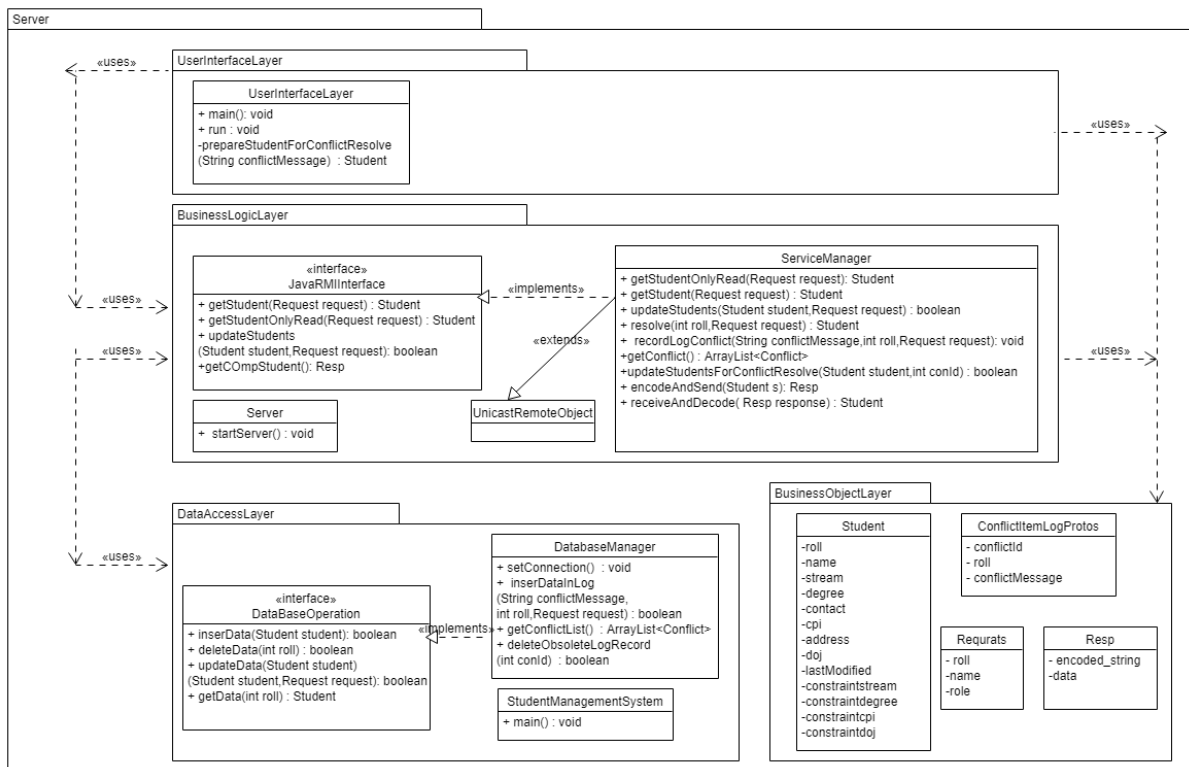 Server
«uses»
UserInterfaceLayer
UserInterfaceLayer
+ main(): void
+ run : void
-prepareStudentForConflictResolve
(String conflictMessage) : Student
«uses»
BusinessLogicLayer
«interface»
JavaRMIInterface
+ getStudent(Request request) : Student
+ getStudentOnlyRead(Request request) : Student
+ updateStudents
(Student student,Request request): boolean
+getCOmpStudent(): Resp
«uses»
«uses»
«implements»
«extends»
ServiceManager
+ getStudentOnlyRead(Request request): Student
+ getStudent(Request request) : Student
+ updateStudents(Student student,Request request) : boolean
+ resolve(int roll,Request request) : Student
+ recordLogConflict(String conflictMessage,int roll,Request request): void
+getConflict() : ArrayList<Conflict>
+updateStudentsForConflictResolve(Student student,int conId) : boolean
+ encodeAndSend(Student s): Resp
+ receiveAndDecode( Resp response) : Student
«uses»
Server
+ startServer() : void
UnicastRemoteObject
DataAccessLayer
«uses»
«interface»
DataBaseOperation
+ inserData(Student student): boolean
+ deleteData(int roll) : boolean
+ updateData(Student student)
(Student student,Request request): boolean
+ getData(int roll) : Student
«implements»
DatabaseManager
+ setConnection() : void
+ inserDataInLog
(String conflictMessage,
int roll,Request request) : boolean
+ getConflictList() : ArrayList<Conflict>
+ deleteObsoleteLogRecord
(int conId) : boolean
StudentManagementSystem
+ main() : void
BusinessObjectLayer
Student
-roll
-name
-stream
-degree
-contact
-cpi
-address
-doj
-lastModified
-constraintstream
-constraintdegree
-constraintcpi
-constraintdoj
ConflictItemLogProtos
- conflictId
- roll
- conflictMessage
Requrats
- roll
-name
-role
Resp
- encoded_string
-data